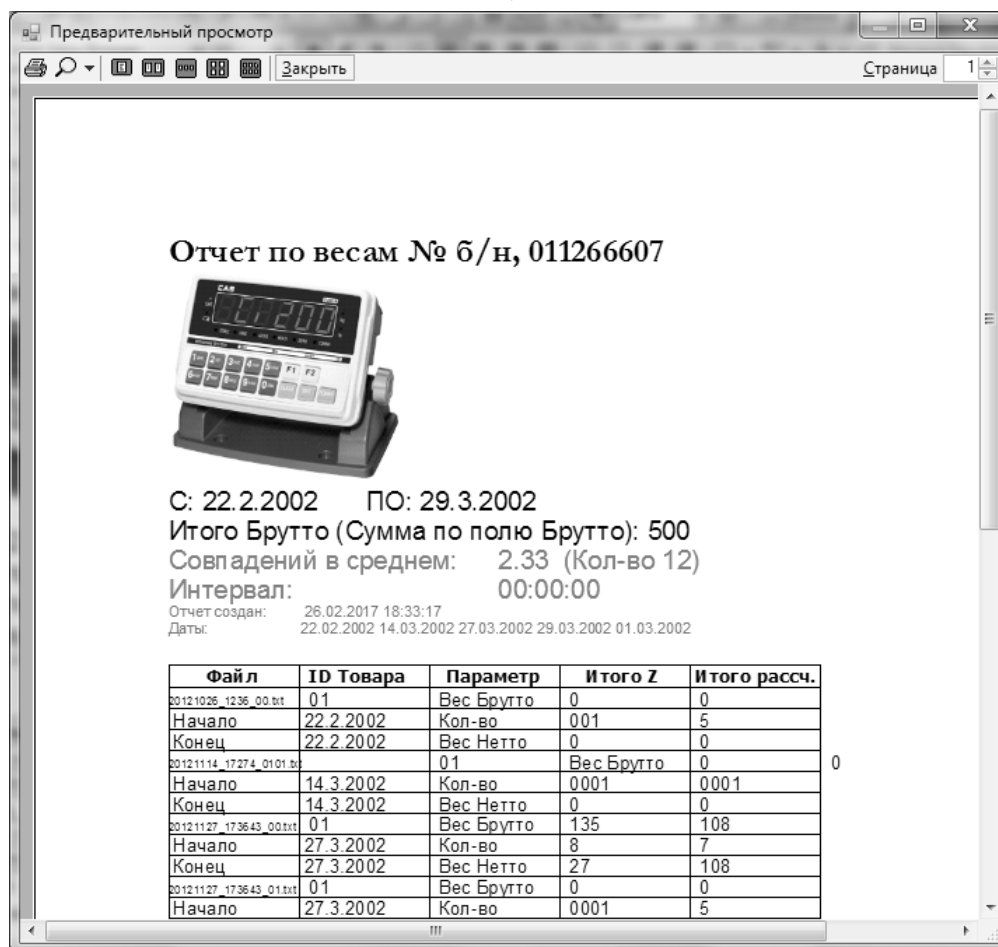 Предварительный просмотр
Закрыть Страница 1
Отчет по весам № б/н, 011266607
CAS
F1 F2
С: 22.2.2002 ПО: 29.3.2002
Итого Брутто (Сумма по полю Брутто): 500
Совпадений в среднем: 2.33 (Кол-во 12)
Интервал: 00:00:00
Отчет создан: 26.02.2017 18:33:17
Даты: 22.02.2002 14.03.2002 27.03.2002 29.03.2002 01.03.2002
Файл ID Товара Параметр Итого Z Итого рассч.
20121026_1236_00.txt 01 Вес Брутто 0 0
Начало 22.2.2002 Кол-во 001 5
Конец 22.2.2002 Вес Нетто 0 0
20121114_17274_0101.txt 01 Вес Брутто 0 0
Начало 14.3.2002 Кол-во 0001 0001
Конец 14.3.2002 Вес Нетто 0 0
20121127_173643_00.txt 01 Вес Брутто 135 108
Начало 27.3.2002 Кол-во 8 7
Конец 27.3.2002 Вес Нетто 27 108
20121127_173643_01.txt 01 Вес Брутто 0 0
Начало 27.3.2002 Кол-во 0001 5